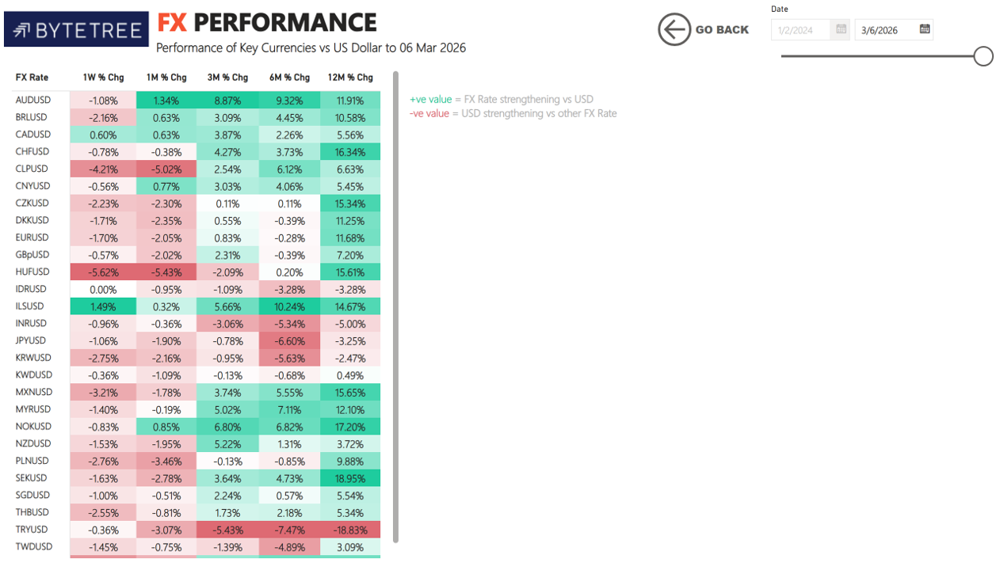 BYTETREE
FX PERFORMANCE
Performance of Key Currencies vs US Dollar to 06 Mar 2026
GO BACK
Date
1/2/2024 3/6/2026
FX Rate 1W % Chg 1M % Chg 3M % Chg 6M % Chg 12M % Chg
AUDUSD -1.08% 1.34% 8.87% 9.32% 11.91%
BRLUSD -2.16% 0.63% 3.09% 4.45% 10.58%
CADUSD 0.60% 0.63% 3.87% 2.26% 5.56%
CHFUSD -0.78% -0.38% 4.27% 3.73% 16.34%
CLPUSD -4.21% -5.02% 2.54% 6.12% 6.63%
CNYUSD -0.56% 0.77% 3.03% 4.06% 5.45%
CZKUSD -2.23% -2.30% 0.11% 0.11% 15.34%
DKKUSD -1.71% -2.35% 0.55% -0.39% 11.25%
EURUSD -1.70% -2.05% 0.83% -0.28% 11.68%
GBpUSD -0.57% -2.02% 2.31% -0.39% 7.20%
HUFUSD -5.62% -5.43% -2.09% 0.20% 15.61%
IDRUSD 0.00% -0.95% -1.09% -3.28% -3.28%
ILSUSD 1.49% 0.32% 5.66% 10.24% 14.67%
INRUSD -0.96% -0.36% -3.06% -5.34% -5.00%
JPYUSD -1.06% -1.90% -0.78% -6.60% -3.25%
KRWUSD -2.75% -2.16% -0.95% -5.63% -2.47%
KWDUSD -0.36% -1.09% -0.13% -0.68% 0.49%
MXNUSD -3.21% -1.78% 3.74% 5.55% 15.65%
MYRUSD -1.40% -0.19% 5.02% 7.11% 12.10%
NOKUSD -0.83% 0.85% 6.80% 6.82% 17.20%
NZDUSD -1.53% -1.95% 5.22% 1.31% 3.72%
PLNUSD -2.76% -3.46% -0.13% -0.85% 9.88%
SEKUSD -1.63% -2.78% 3.64% 4.73% 18.95%
SGDUSD -1.00% -0.51% 2.24% 0.57% 5.54%
THBUSD -2.55% -0.81% 1.73% 2.18% 5.34%
TRYUSD -0.36% -3.07% -5.43% -7.47% -18.83%
TWDUSD -1.45% -0.75% -1.39% -4.89% 3.09%
+ve value = FX Rate strengthening vs USD
-ve value = USD strengthening vs other FX Rate